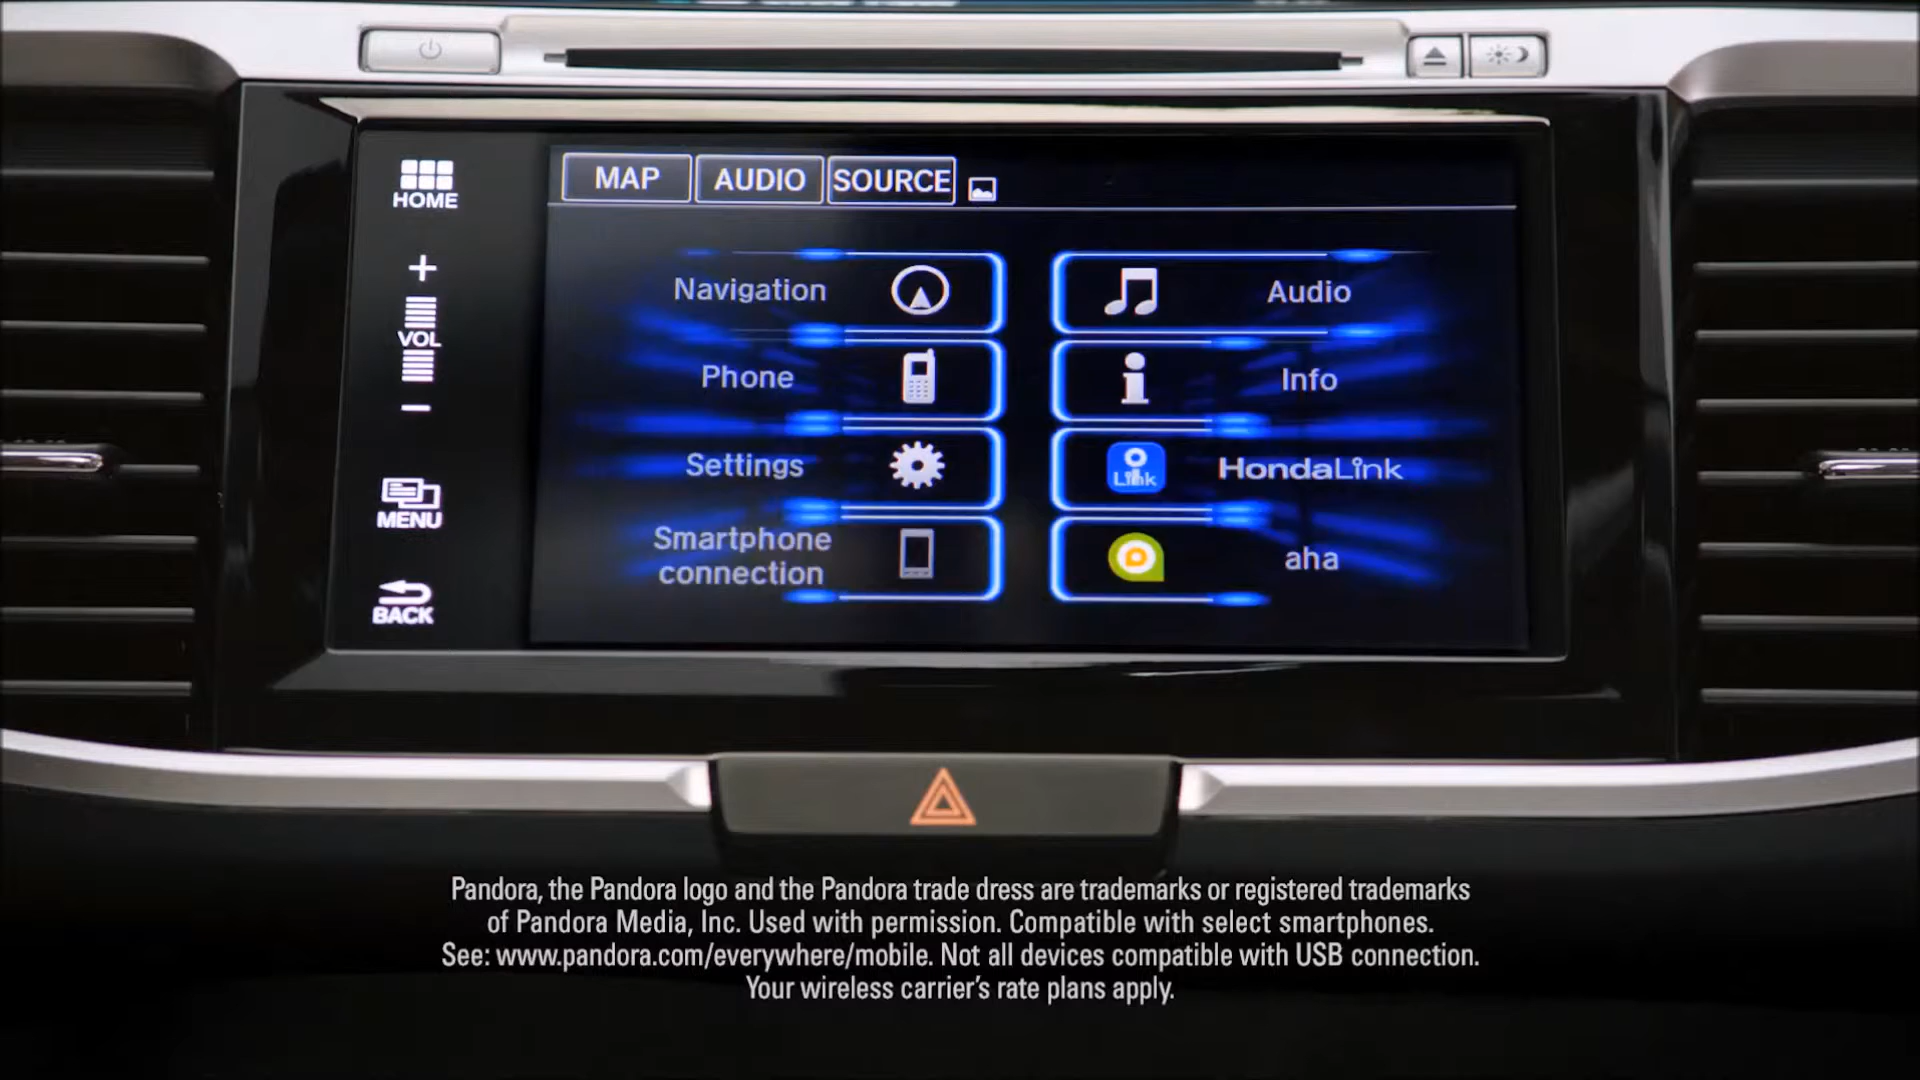 MAP AUDIO SOURCE
HOME
+
VOL
−
MENU
BACK
Navigation
Audio
Phone
Info
Settings
Link
HondaLink
Smartphone
connection
aha
Pandora, the Pandora logo and the Pandora trade dress are trademarks or registered trademarks
of Pandora Media, Inc. Used with permission. Compatible with select smartphones.
See: www.pandora.com/everywhere/mobile. Not all devices compatible with USB connection.
Your wireless carrier's rate plans apply.